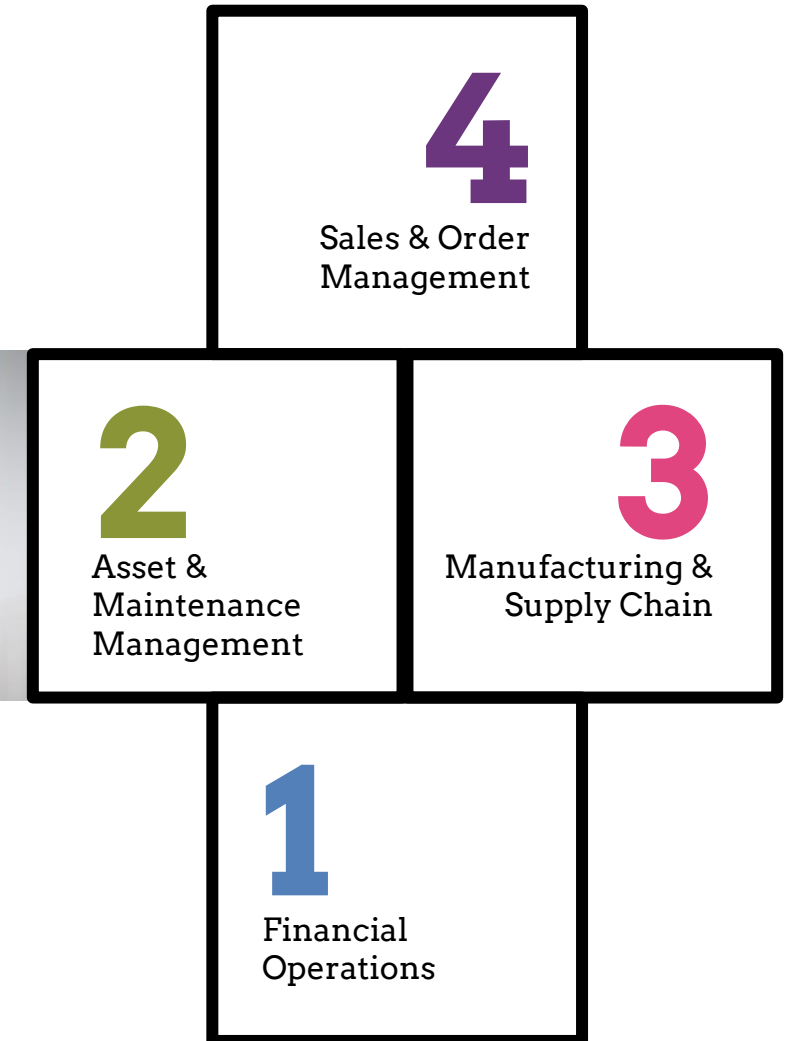 4
Sales & Order
Management
2
Asset &
Maintenance
Management
3
Manufacturing &
Supply Chain
1
Financial
Operations